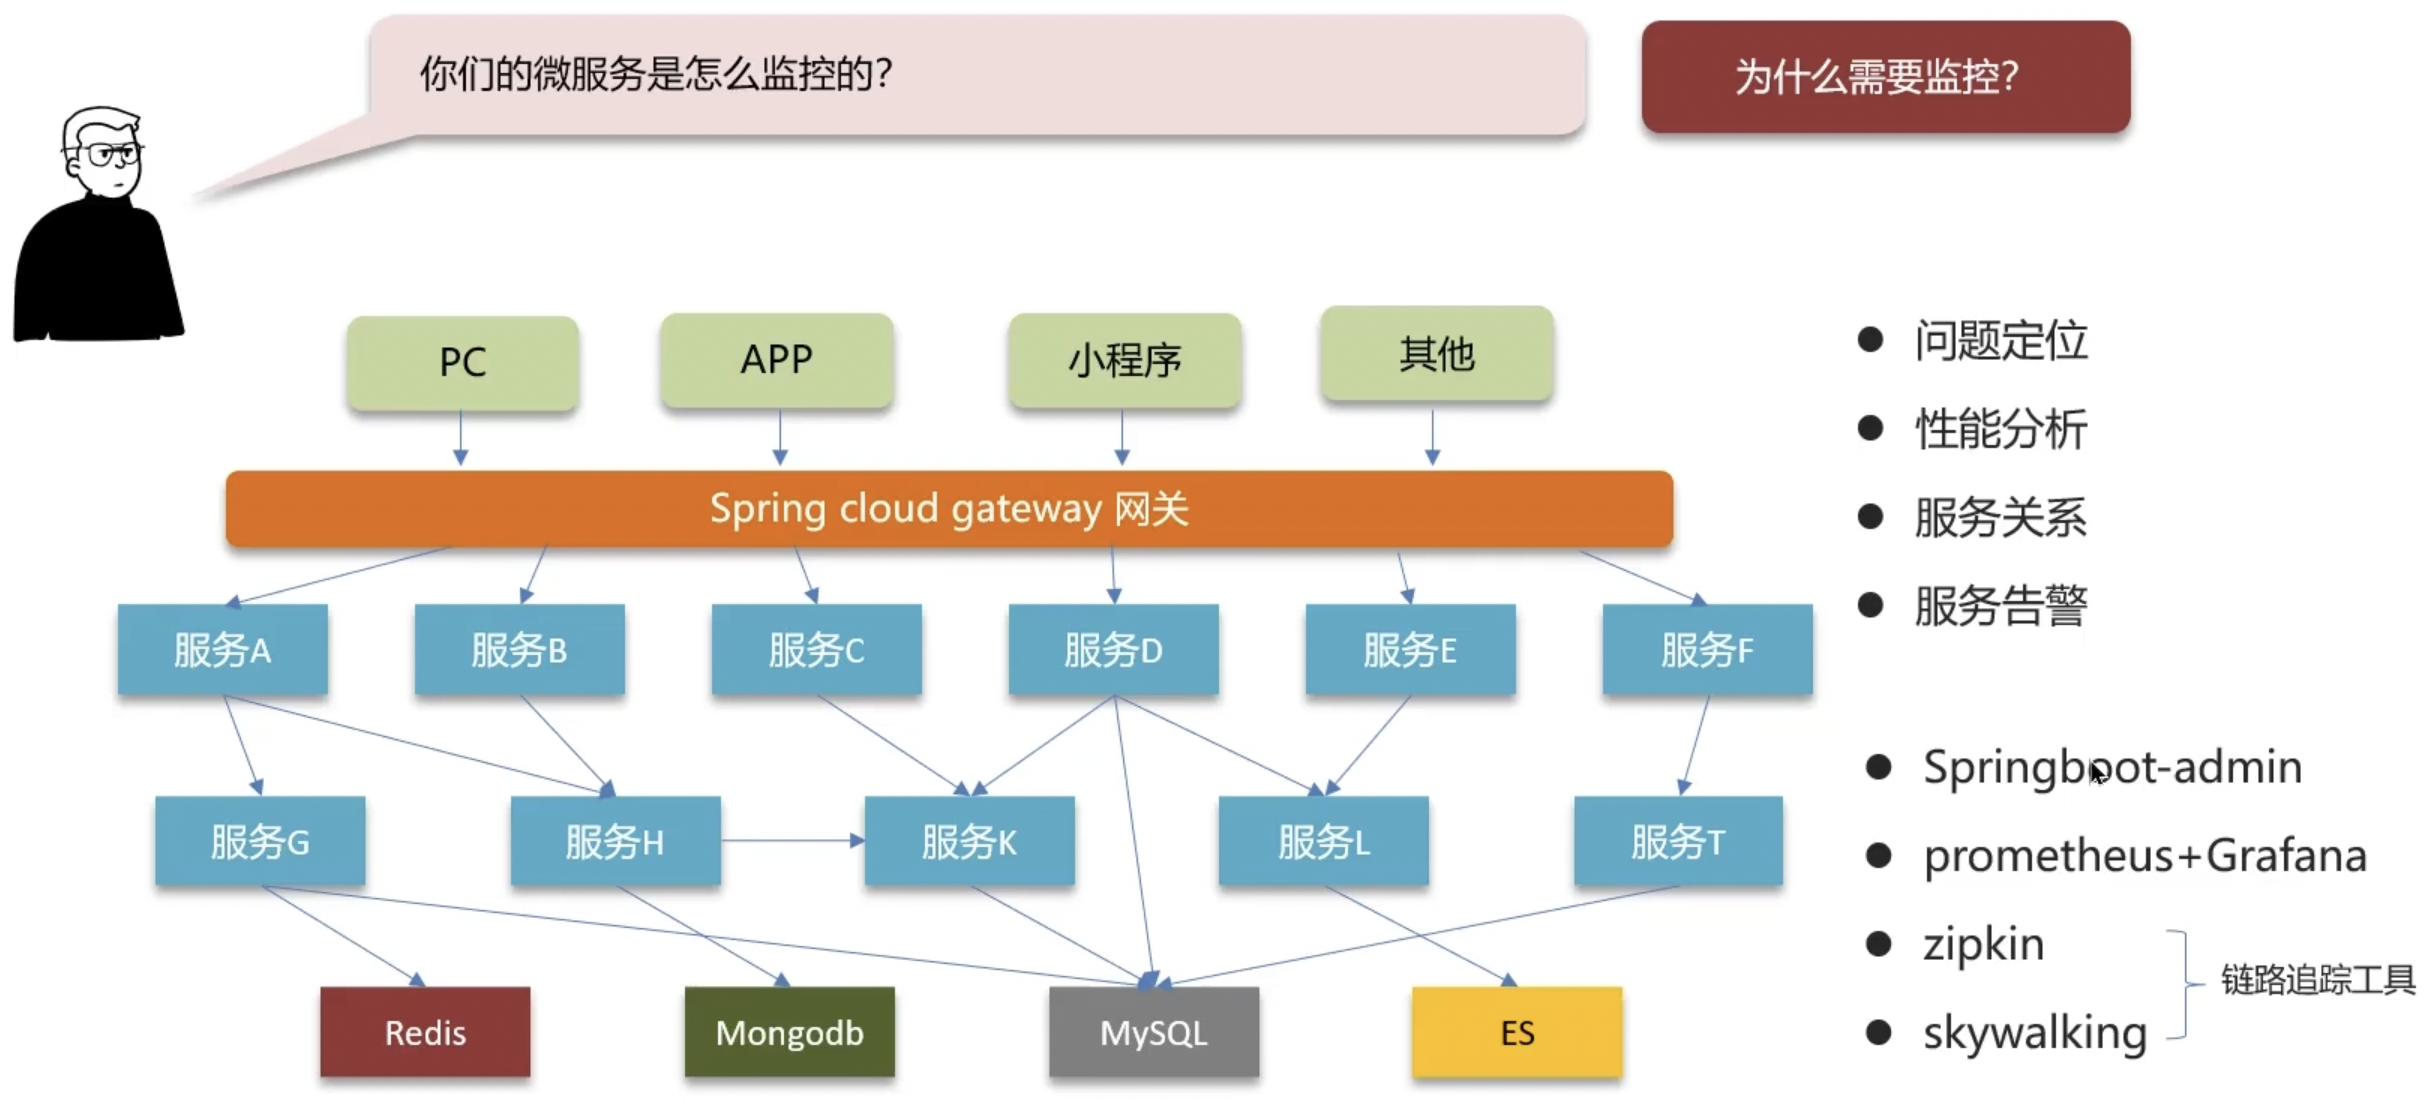 你们的微服务是怎么监控的？
为什么需要监控？
PC
APP
小程序
其他
Spring cloud gateway 网关
服务A
服务B
服务C
服务D
服务E
服务F
服务G
服务H
服务K
服务L
服务T
Redis
Mongodb
MySQL
ES
问题定位
性能分析
服务关系
服务告警
Springboot-admin
prometheus+Grafana
zipkin
skywalking
链路追踪工具